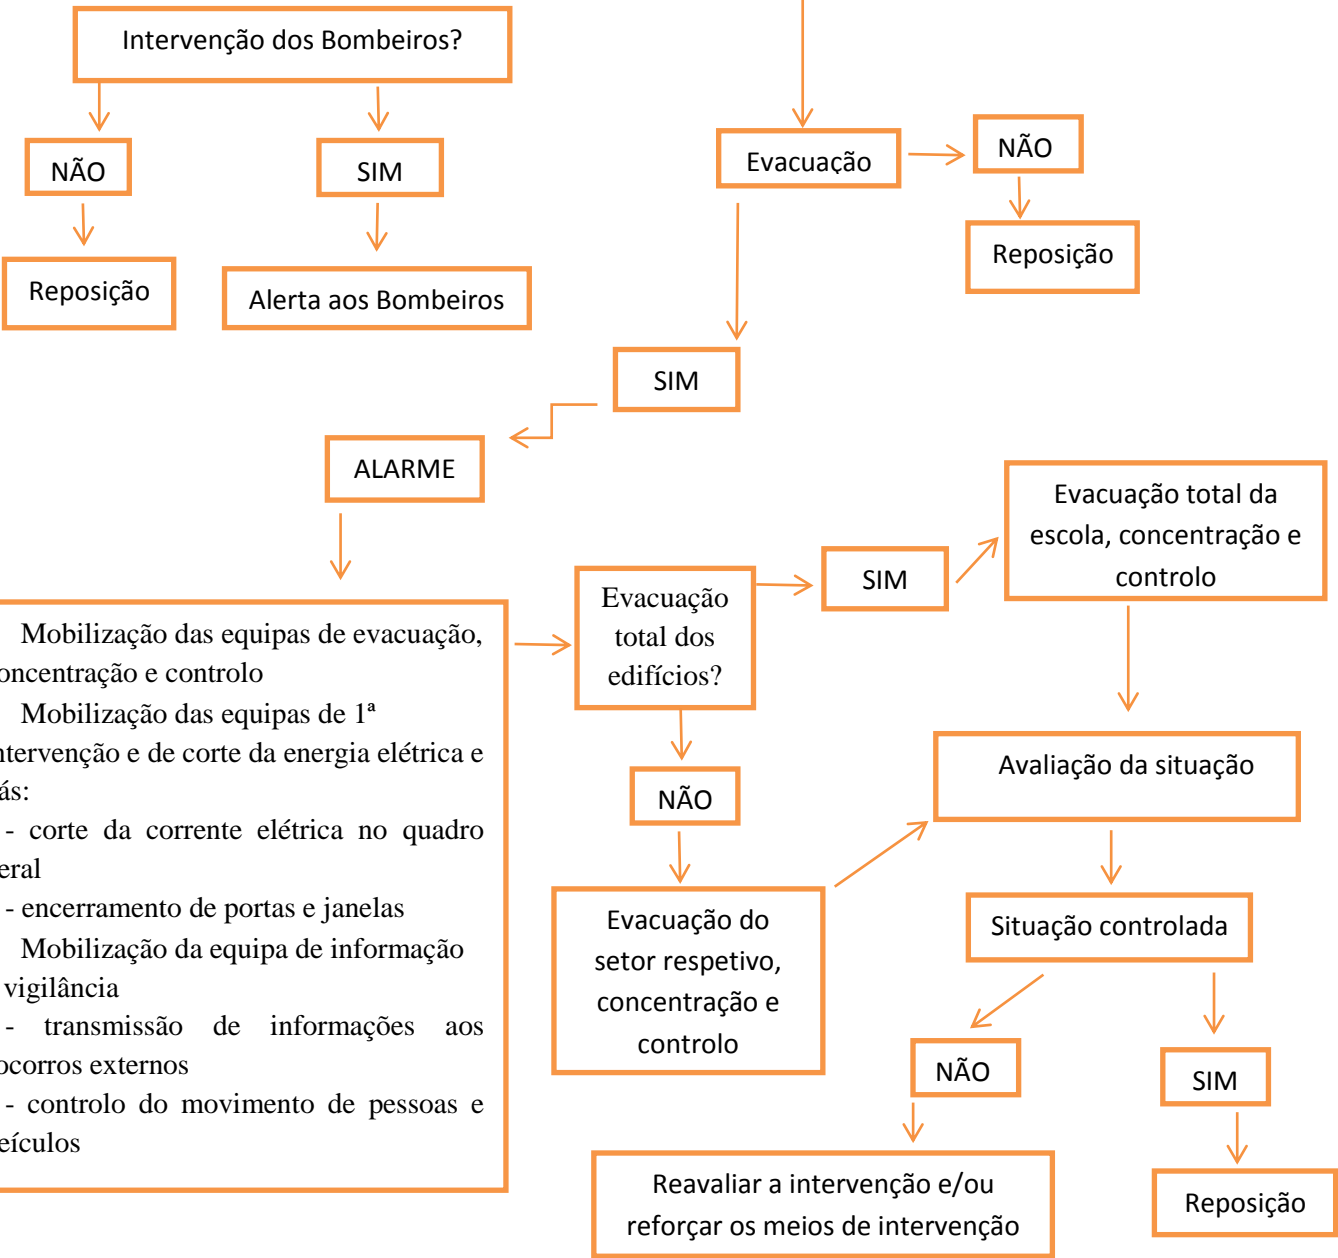 Intervenção dos Bombeiros?
NÃO
SIM
Reposição
Alerta aos Bombeiros
Evacuação
NÃO
Reposição
SIM
ALARME
Mobilização das equipas de evacuação,
oncentração e controlo
Mobilização das equipas de 1ª
ntervenção e de corte da energia elétrica e
ás:
- corte da corrente elétrica no quadro
eral
- encerramento de portas e janelas
Mobilização da equipa de informação
vigilância
- transmissão de informações aos
ocorros externos
- controlo do movimento de pessoas e
eículos
Evacuação
total dos
edifícios?
SIM
Evacuação total da
escola, concentração e
controlo
NÃO
Evacuação do
setor respetivo,
concentração e
controlo
Avaliação da situação
Situação controlada
NÃO
SIM
Reavaliar a intervenção e/ou
reforçar os meios de intervenção
Reposição